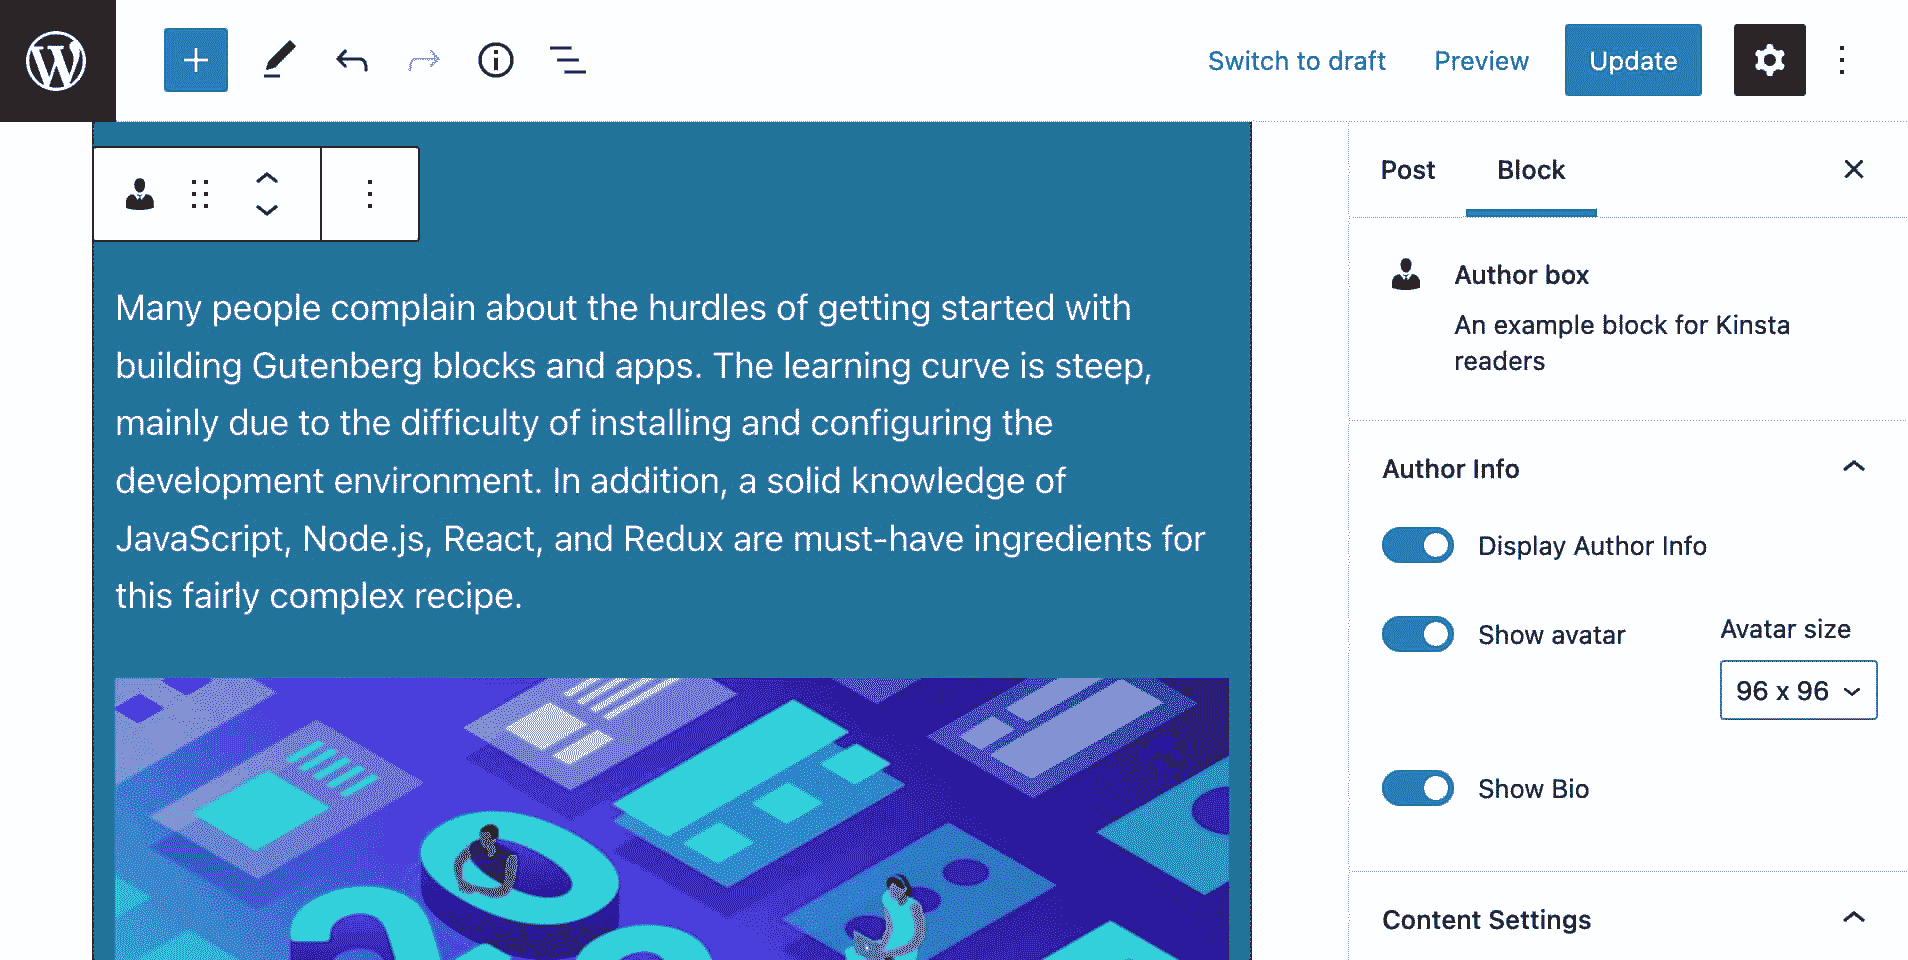 Switch to draft
Preview
Update
Many people complain about the hurdles of getting started with
building Gutenberg blocks and apps. The learning curve is steep,
mainly due to the difficulty of installing and configuring the
development environment. In addition, a solid knowledge of
JavaScript, Node.js, React, and Redux are must-have ingredients for
this fairly complex recipe.
Post
Block
Author box
An example block for Kinsta
readers
Author Info
Display Author Info
Show avatar
Avatar size
96 x 96
Show Bio
Content Settings